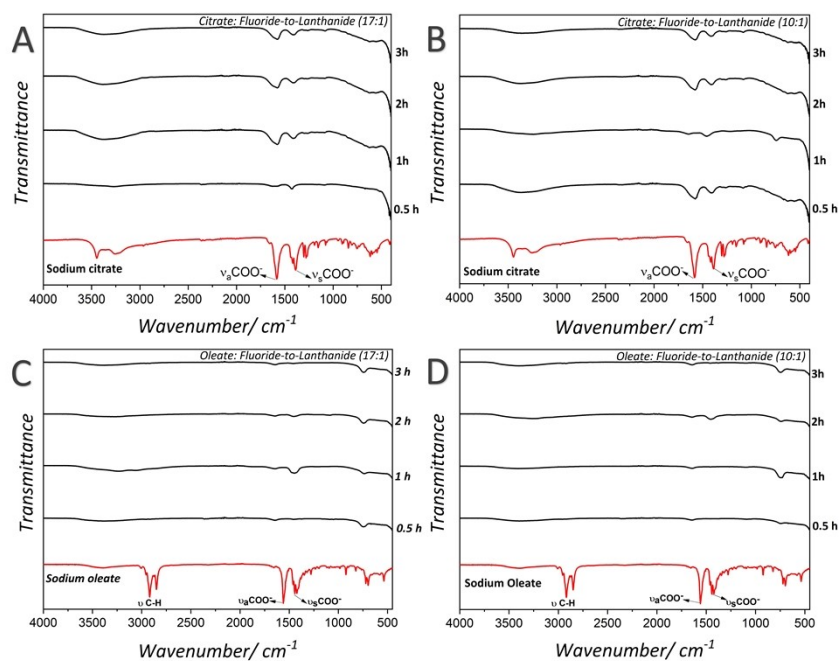 A
Citrate: Fluoride-to-Lanthanide (17:1)
3h
2h
1h
0.5 h
Sodium citrate
νₐCOO⁻
νₛCOO⁻
Transmittance
4000 3500 3000 2500 2000 1500 1000 500
Wavenumber/ cm⁻¹
B
Citrate: Fluoride-to-Lanthanide (10:1)
3h
2h
1h
0.5 h
Sodium citrate
νₐCOO⁻
νₛCOO⁻
Transmittance
4000 3500 3000 2500 2000 1500 1000 500
Wavenumber/ cm⁻¹
C
Oleate: Fluoride-to-Lanthanide (17:1)
3 h
2 h
1 h
0.5 h
Sodium oleate
υ C-H
υₐCOO⁻
υₛCOO⁻
Transmittance
4000 3500 3000 2500 2000 1500 1000 500
Wavenumber/ cm⁻¹
D
Oleate: Fluoride-to-Lanthanide (10:1)
3h
2h
1h
0.5h
Sodium Oleate
υ C-H
υₐCOO⁻
υₛCOO⁻
Transmittance
4000 3500 3000 2500 2000 1500 1000 500
Wavenumber/ cm⁻¹